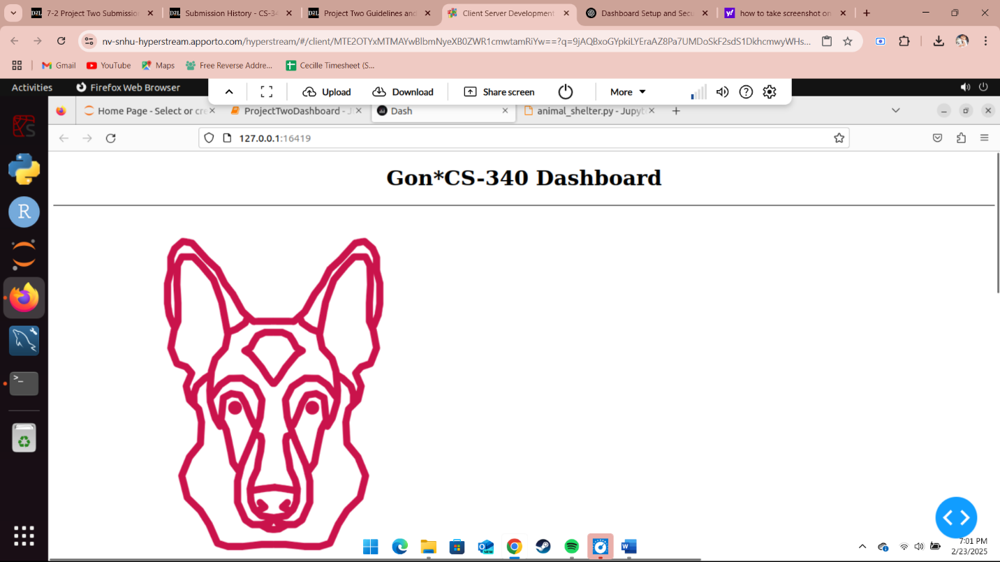 7-2 Project Two Submission
Submission History - CS-34
Project Two Guidelines and
Client Server Development
Dashboard Setup and Secu
how to take screenshot on
nv-snhu-hyperstream.apporto.com/hyperstream/#/client/MTE2OTYxMTMAYwBlbmNyeXB0ZWR1cmwtamRiYw==?q=9jAQBxoGYpkiLYEraAZ8Pa7UMDoSkF2sdS1DkhcmwyWHs...
Gmail
YouTube
Maps
Free Reverse Addre...
Cecille Timesheet (S...
Activities
Firefox Web Browser
Upload
Download
Share screen
More
Home Page - Select or cre
ProjectTwoDashboard - J
Dash
animal_shelter.py - Jupyt
127.0.0.1:16419
Gon*CS-340 Dashboard
7:01 PM
2/23/2025